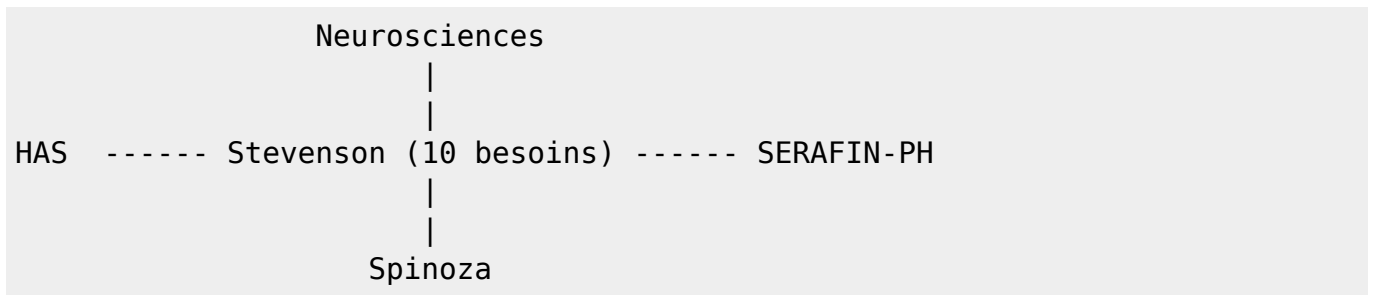 Neurosciences
|
|
HAS ------ Stevenson (10 besoins) ------ SERAFIN-PH
|
|
Spinoza